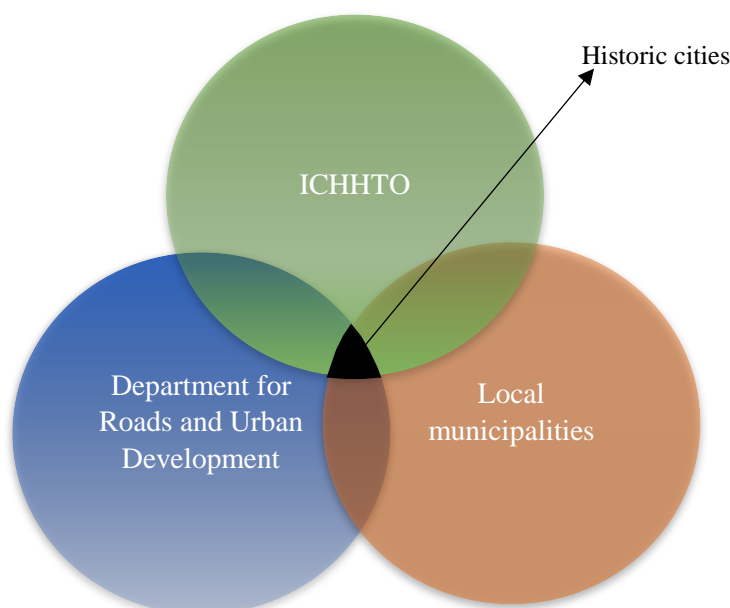 Historic cities
ICHHTO
Department for
Roads and Urban
Development
Local
municipalities